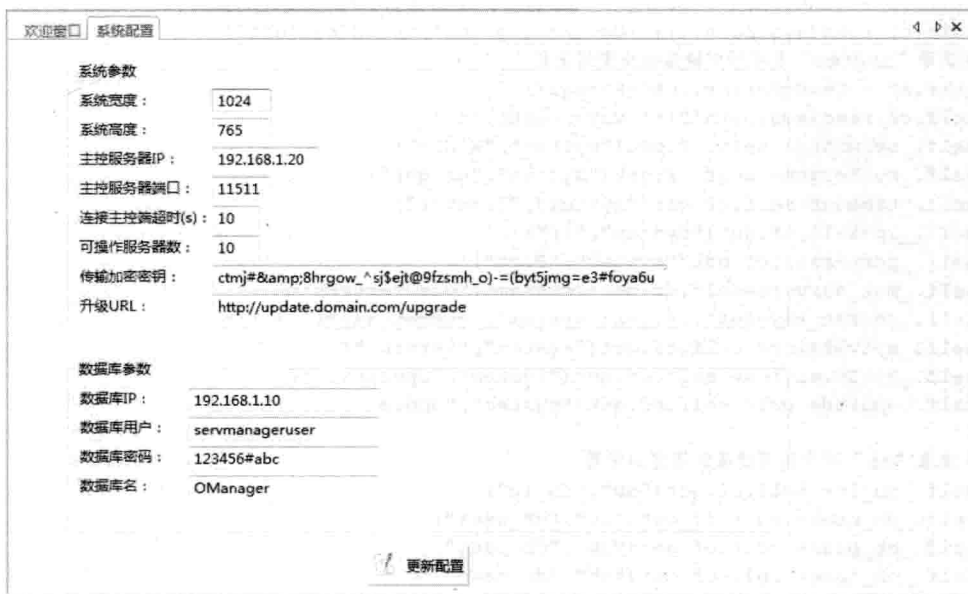 欢迎窗口 系统配置
系统参数
系统宽度： 1024
系统高度： 765
主控服务器IP： 192.168.1.20
主控服务器端口： 11511
连接主控端超时(s)： 10
可操作服务器数： 10
传输加密密钥： ctmj#&amp;8hrgow_^sj$ejt@9fzsmh_o)-=(byt5jmg=e3#foya6u
升级URL： http://update.domain.com/upgrade
数据库参数
数据库IP： 192.168.1.10
数据库用户： servmanageruser
数据库密码： 123456#abc
数据库名： OManager
更新配置